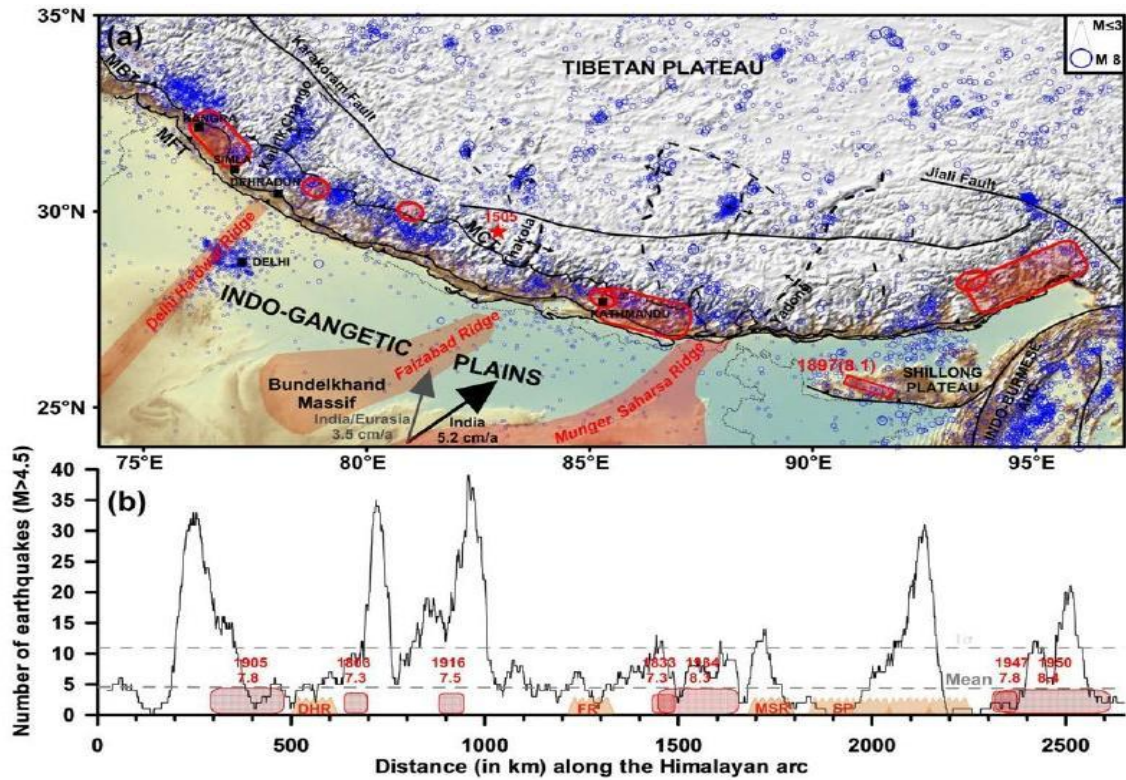 35°N
(a)
M≤3
M 8
Karakoram Fault
TIBETAN PLATEAU
MBT
KANGRA
MFT
SIMLA
DEHRADUN
30°N
Jiali Fault
1505
MCT
DELHI
Delhi Hardwar Ridge
INDO-GANGETIC
PLAINS
KATHMANDU
Yadong
Faizabad Ridge
1897(8.1)
SHILLONG
PLATEAU
Bundelkhand
Massif
25°N
India/Eurasia
3.5 cm/a
India
5.2 cm/a
Munger Saharsa Ridge
INDO-BURMESE
ARC
75°E
80°E
85°E
90°E
95°E
(b)
Number of earthquakes (M>4.5)
40
35
30
25
20
15
10
5
0
1σ
Mean
1905
7.8
1803
7.3
1916
7.5
1833
7.3
1934
8.3
1947
7.8
1950
8.4
DHR
FR
MSR
SP
0
500
1000
1500
2000
2500
Distance (in km) along the Himalayan arc